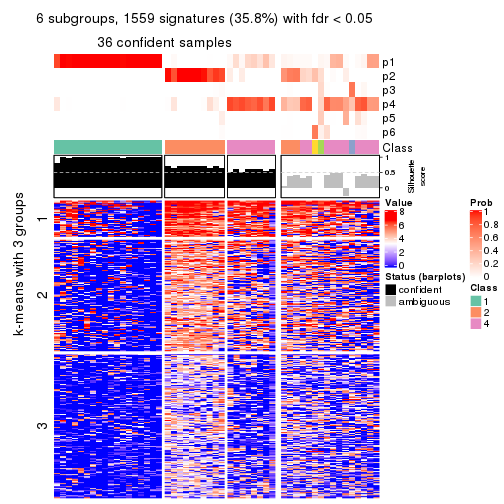 6 subgroups, 1559 signatures (35.8%) with fdr < 0.05
36 confident samples
p1
p2
p3
p4
p5
p6
Class
1
0.5
0
Silhouette
score
k-means with 3 groups
1
2
3
Value
8
6
4
2
0
Status (barplots)
confident
ambiguous
Prob
1
0.8
0.6
0.4
0.2
0
Class
1
2
4